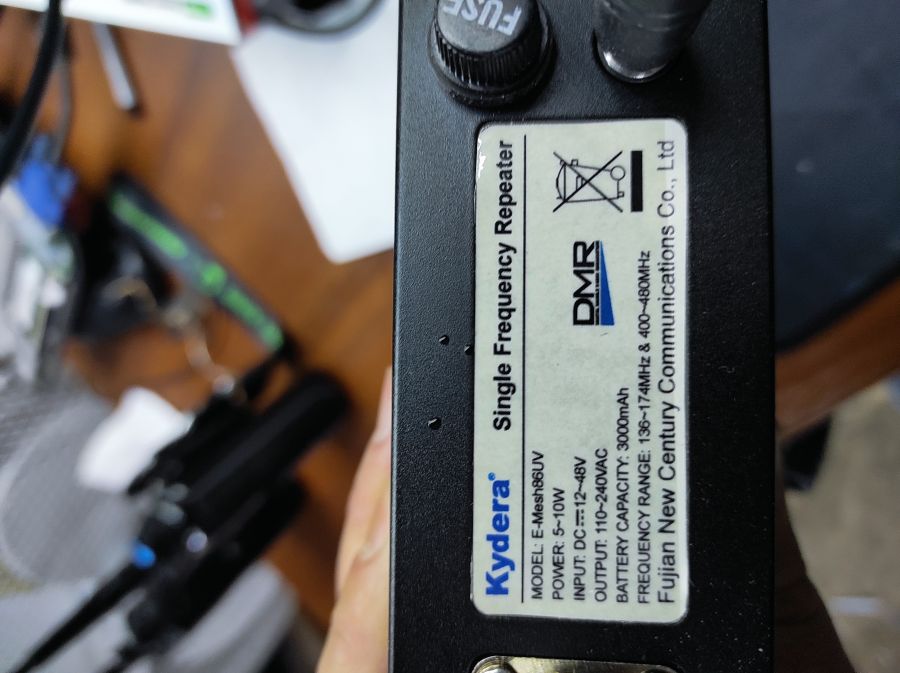 FUSE
Kydera® Single Frequency Repeater
MODEL: E-Mesh86UV
POWER: 5~10W
INPUT: DC⎓12~48V
OUTPUT: 110~240VAC
BATTERY CAPACITY: 3000mAh
FREQUENCY RANGE: 136~174MHz & 400~480MHz
Fujian New Century Communications Co., Ltd
DMR